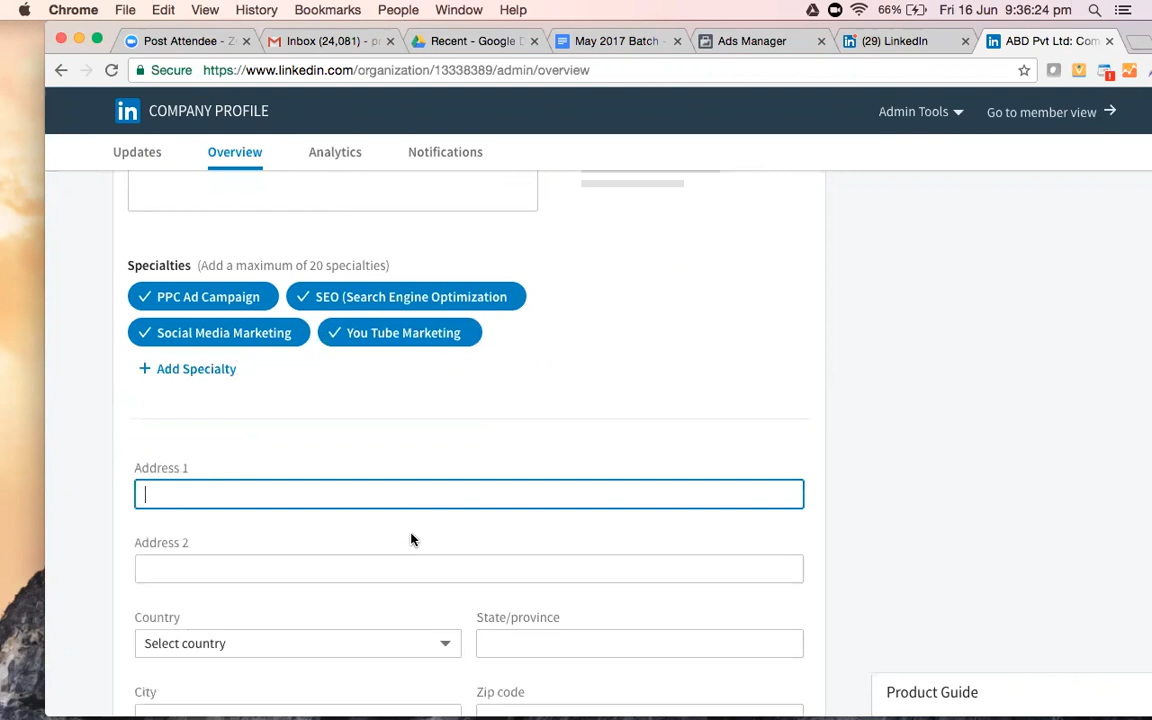 Chrome File Edit View History Bookmarks People Window Help 66% Fri 16 Jun 9:36:24 pm
Post Attendee - Z Inbox (24,081) - p Recent - Google D May 2017 Batch - Ads Manager (29) LinkedIn ABD Pvt Ltd: Com
Secure https://www.linkedin.com/organization/13338389/admin/overview
in COMPANY PROFILE Admin Tools Go to member view
Updates Overview Analytics Notifications
Specialties (Add a maximum of 20 specialties)
PPC Ad Campaign SEO (Search Engine Optimization
Social Media Marketing You Tube Marketing
+ Add Specialty
Address 1
Address 2
Country State/province
Select country
City Zip code
Product Guide